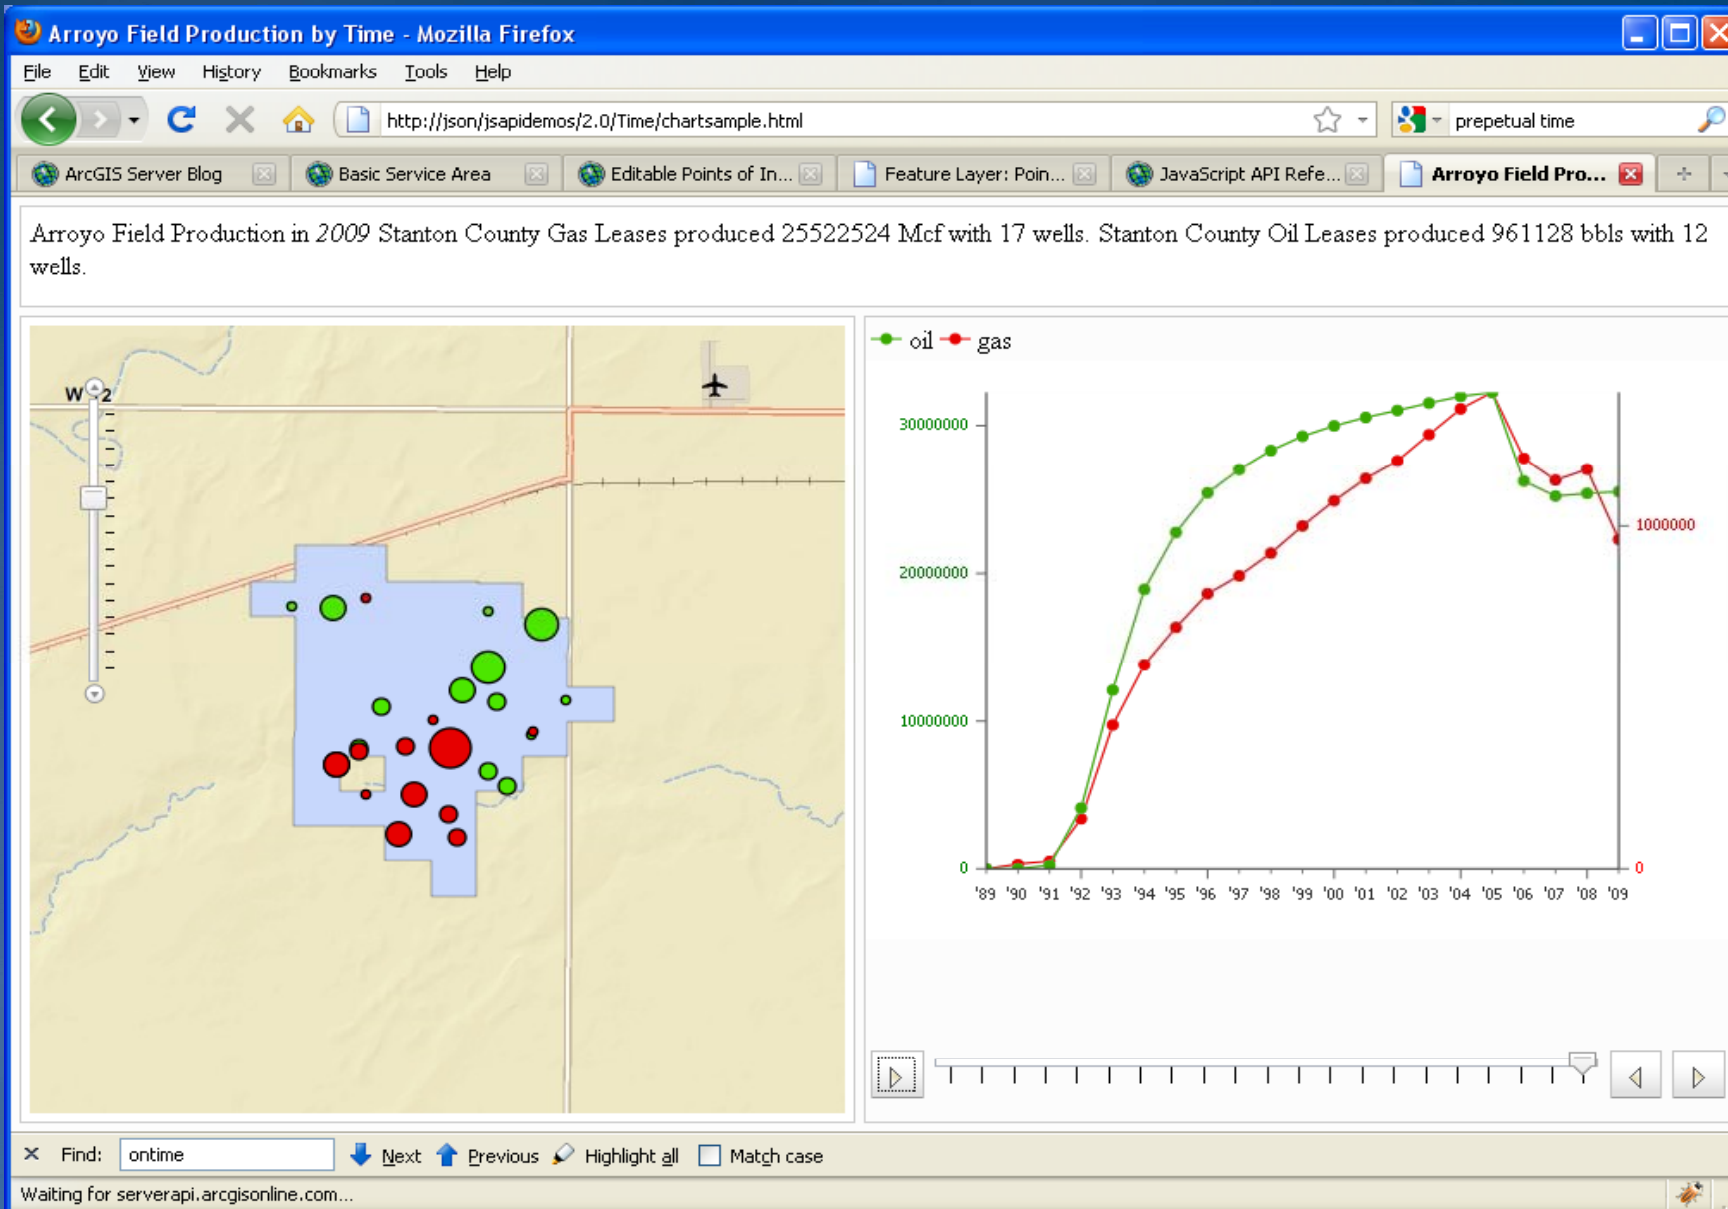 Arroyo Field Production by Time - Mozilla Firefox
File Edit View History Bookmarks Tools Help
http://json/jsapidemos/2.0/Time/chartsample.html
prepetual time
ArcGIS Server Blog
Basic Service Area
Editable Points of In...
Feature Layer: Poin...
JavaScript API Refe...
Arroyo Field Pro...
Arroyo Field Production in 2009 Stanton County Gas Leases produced 25522524 Mcf with 17 wells. Stanton County Oil Leases produced 961128 bbls with 12
wells.
oil gas
30000000
20000000
10000000
0
1000000
0
'89 '90 '91 '92 '93 '94 '95 '96 '97 '98 '99 '00 '01 '02 '03 '04 '05 '06 '07 '08 '09
Find: ontime Next Previous Highlight all Match case
Waiting for serverapi.arcgisonline.com...